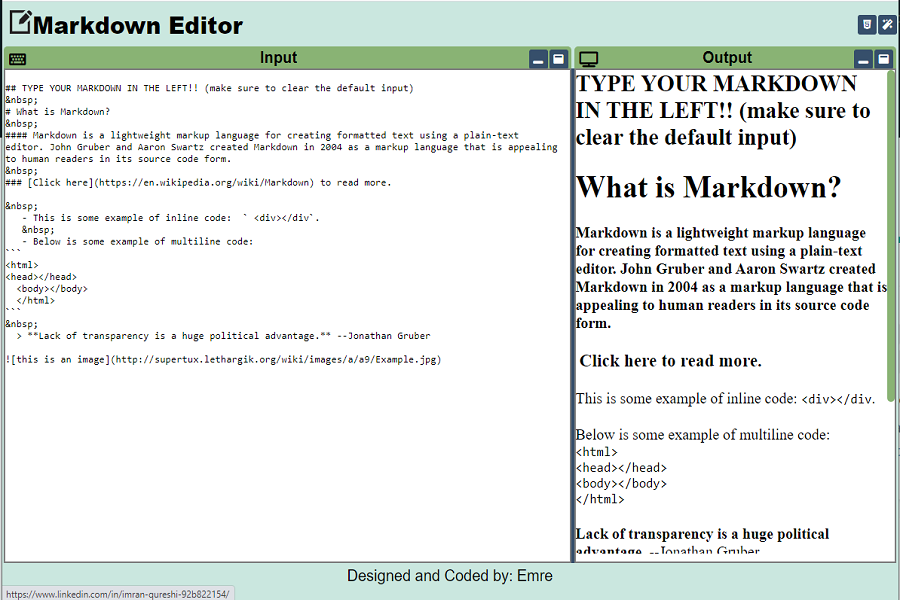 Markdown Editor
Input
## TYPE YOUR MARKDOWN IN THE LEFT!! (make sure to clear the default input)
&nbsp;
# What is Markdown?
&nbsp;
#### Markdown is a lightweight markup language for creating formatted text using a plain-text
editor. John Gruber and Aaron Swartz created Markdown in 2004 as a markup language that is appealing
to human readers in its source code form.
&nbsp;
### [Click here](https://en.wikipedia.org/wiki/Markdown) to read more.
&nbsp;
- This is some example of inline code:  ` <div></div`.
&nbsp;
- Below is some example of multiline code:
```
<html>
<head></head>
<body></body>
</html>
```
&nbsp;
> **Lack of transparency is a huge political advantage.** --Jonathan Gruber
![this is an image](http://supertux.lethargik.org/wiki/images/a/a9/Example.jpg)
Output
TYPE YOUR MARKDOWN
IN THE LEFT!! (make sure to
clear the default input)
What is Markdown?
Markdown is a lightweight markup language
for creating formatted text using a plain-text
editor. John Gruber and Aaron Swartz created
Markdown in 2004 as a markup language that is
appealing to human readers in its source code
form.
Click here to read more.
This is some example of inline code: <div></div.
Below is some example of multiline code:
<html>
<head></head>
<body></body>
</html>
Lack of transparency is a huge political
advantage. --Jonathan Gruber
Designed and Coded by: Emre
https://www.linkedin.com/in/imran-qureshi-92b822154/